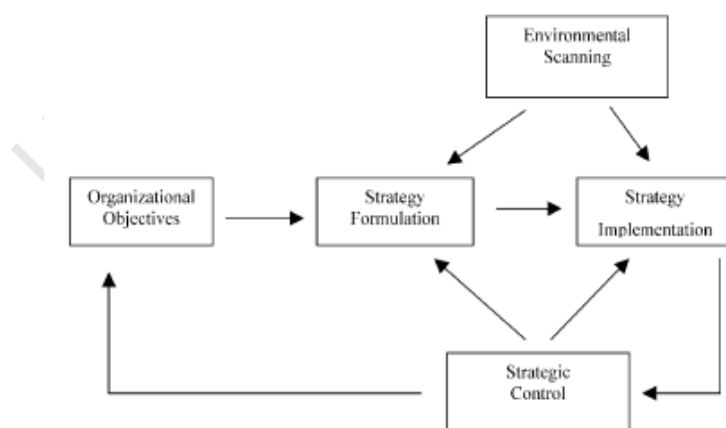 Environmental
Scanning
Organizational
Objectives
Strategy
Formulation
Strategy
Implementation
Strategic
Control